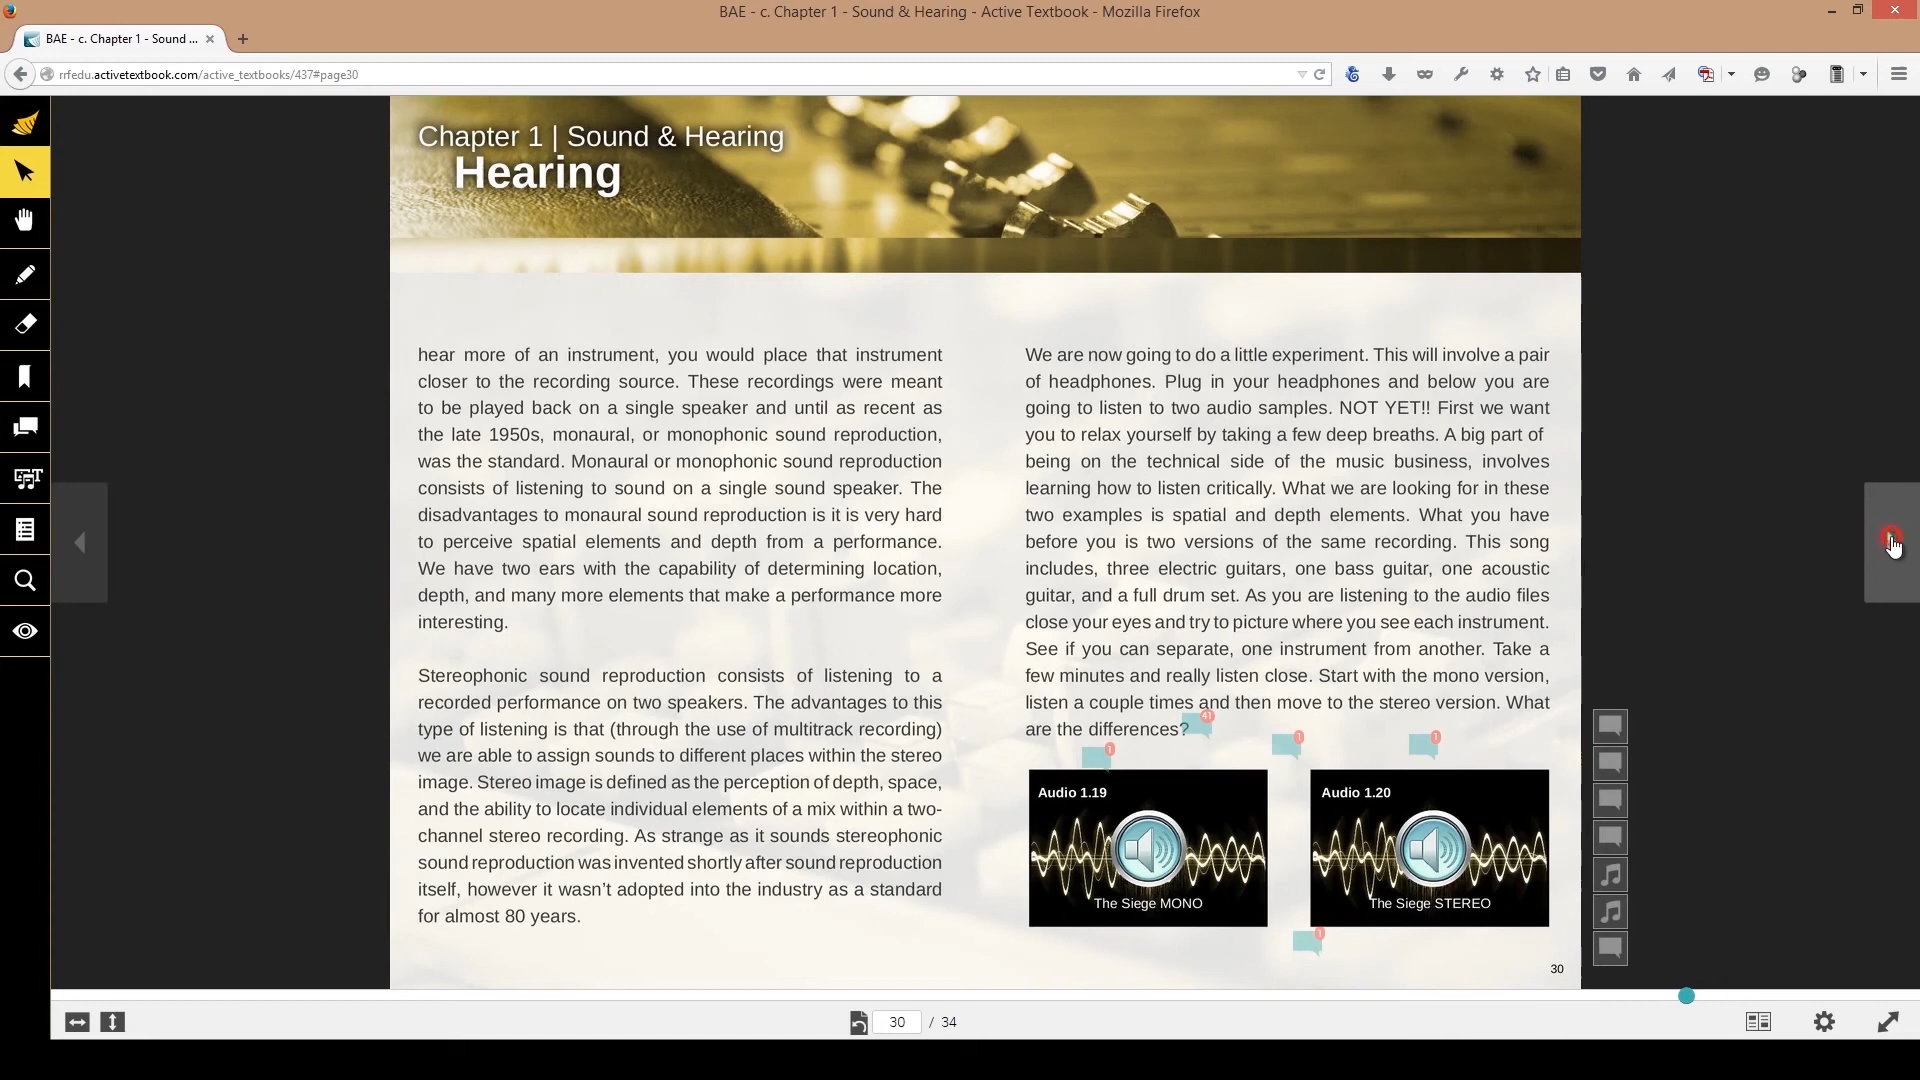 BAE - c. Chapter 1 - Sound & Hearing - Active Textbook - Mozilla Firefox
BAE - c. Chapter 1 - Sound ...
rrfedu.activetextbook.com/active_textbooks/437#page30
Chapter 1 | Sound & Hearing
Hearing
hear more of an instrument, you would place that instrument
closer to the recording source. These recordings were meant
to be played back on a single speaker and until as recent as
the late 1950s, monaural, or monophonic sound reproduction,
was the standard. Monaural or monophonic sound reproduction
consists of listening to sound on a single sound speaker. The
disadvantages to monaural sound reproduction is it is very hard
to perceive spatial elements and depth from a performance.
We have two ears with the capability of determining location,
depth, and many more elements that make a performance more
interesting.
Stereophonic sound reproduction consists of listening to a
recorded performance on two speakers. The advantages to this
type of listening is that (through the use of multitrack recording)
we are able to assign sounds to different places within the stereo
image. Stereo image is defined as the perception of depth, space,
and the ability to locate individual elements of a mix within a two-
channel stereo recording. As strange as it sounds stereophonic
sound reproduction was invented shortly after sound reproduction
itself, however it wasn't adopted into the industry as a standard
for almost 80 years.
We are now going to do a little experiment. This will involve a pair
of headphones. Plug in your headphones and below you are
going to listen to two audio samples. NOT YET!! First we want
you to relax yourself by taking a few deep breaths. A big part of
being on the technical side of the music business, involves
learning how to listen critically. What we are looking for in these
two examples is spatial and depth elements. What you have
before you is two versions of the same recording. This song
includes, three electric guitars, one bass guitar, one acoustic
guitar, and a full drum set. As you are listening to the audio files
close your eyes and try to picture where you see each instrument.
See if you can separate, one instrument from another. Take a
few minutes and really listen close. Start with the mono version,
listen a couple times and then move to the stereo version. What
are the differences?
41
1
1
1
Audio 1.19
The Siege MONO
Audio 1.20
The Siege STEREO
1
30
30 / 34